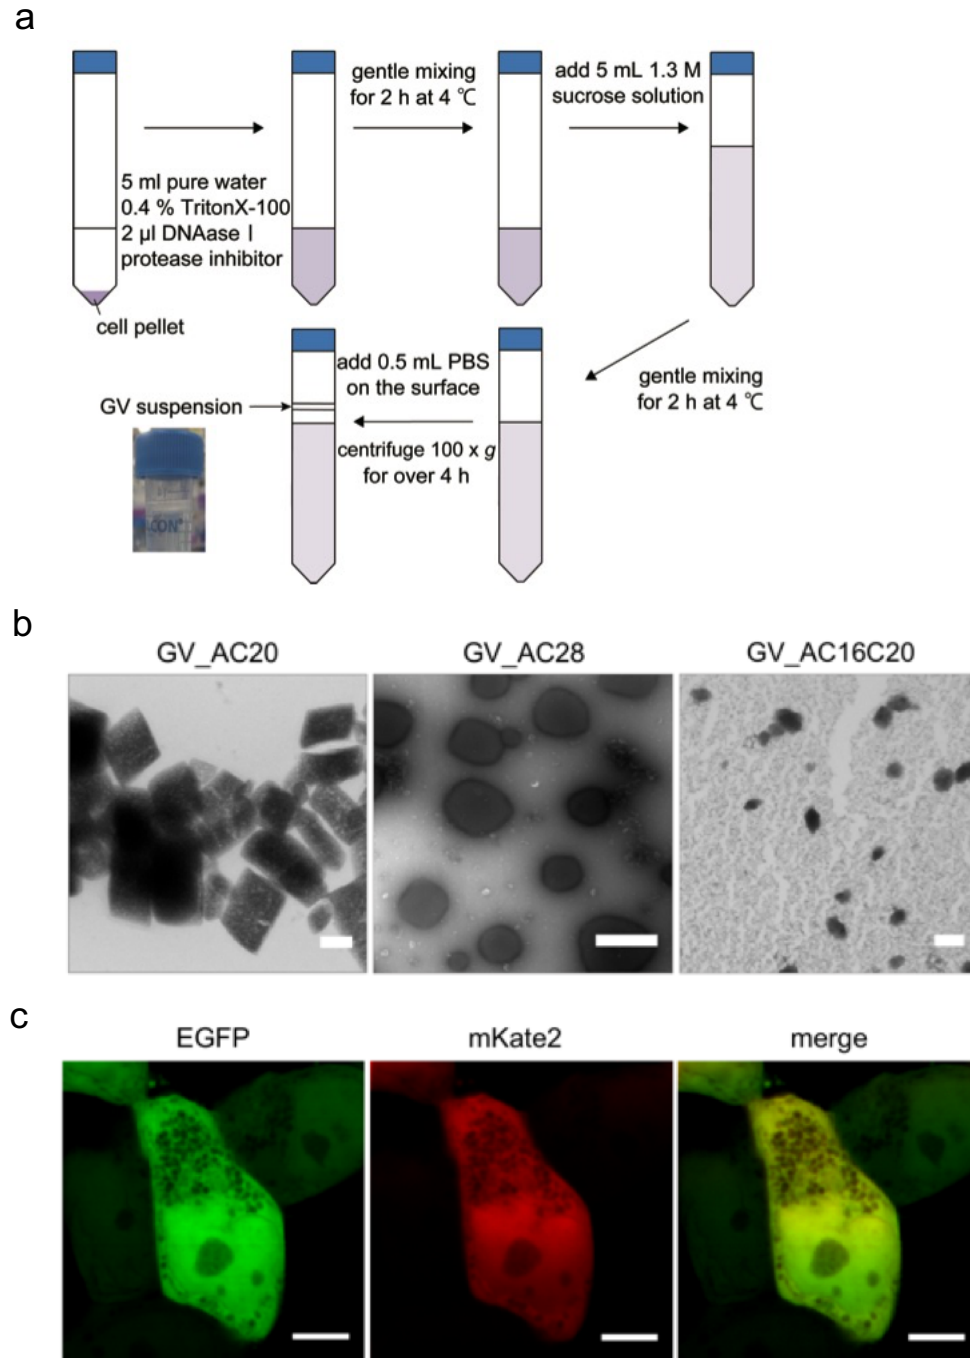 a
gentle mixing
for 2 h at 4 ℃
add 5 mL 1.3 M
sucrose solution
5 ml pure water
0.4 % TritonX-100
2 μl DNAase I
protease inhibitor
cell pellet
add 0.5 mL PBS
on the surface
GV suspension
centrifuge 100 x g
for over 4 h
gentle mixing
for 2 h at 4 ℃
CON
b
GV_AC20
GV_AC28
GV_AC16C20
c
EGFP
mKate2
merge